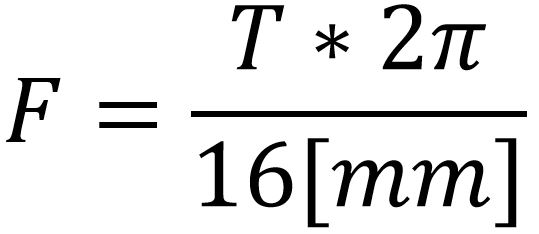 F = T * 2π / 16[mm]